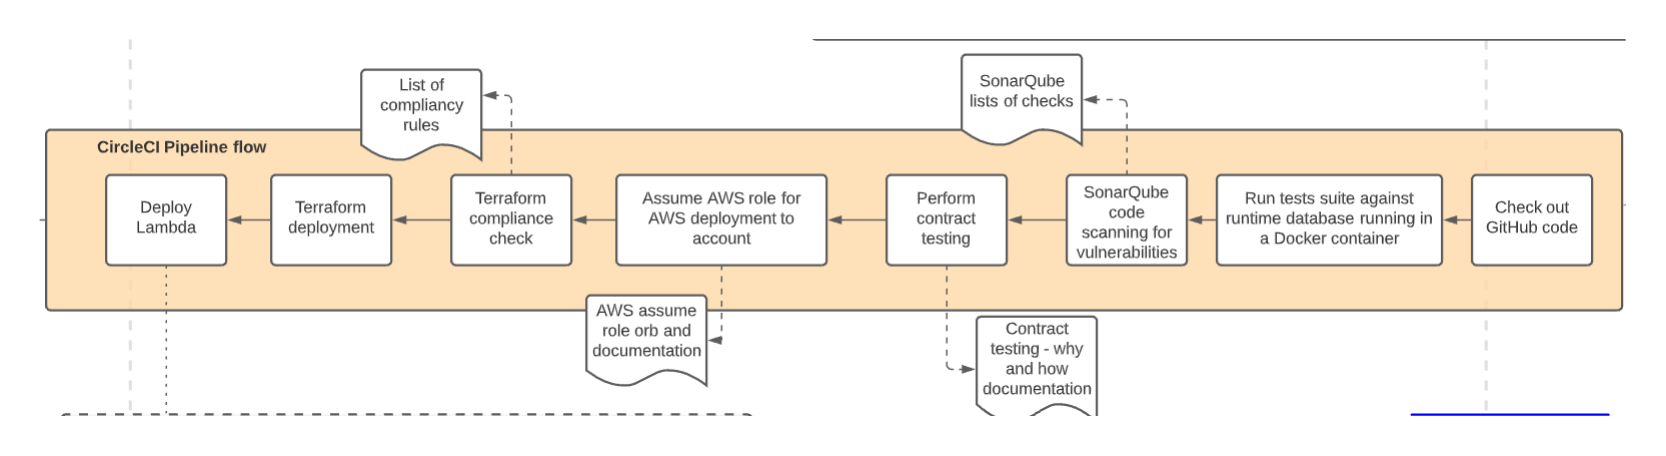 List of
compliancy
rules
SonarQube
lists of checks
CircleCI Pipeline flow
Deploy
Lambda
Terraform
deployment
Terraform
compliance
check
Assume AWS role for
AWS deployment to
account
Perform
contract
testing
SonarQube
code
scanning for
vulnerabilities
Run tests suite against
runtime database running in
a Docker container
Check out
GitHub code
AWS assume
role orb and
documentation
Contract
testing - why
and how
documentation